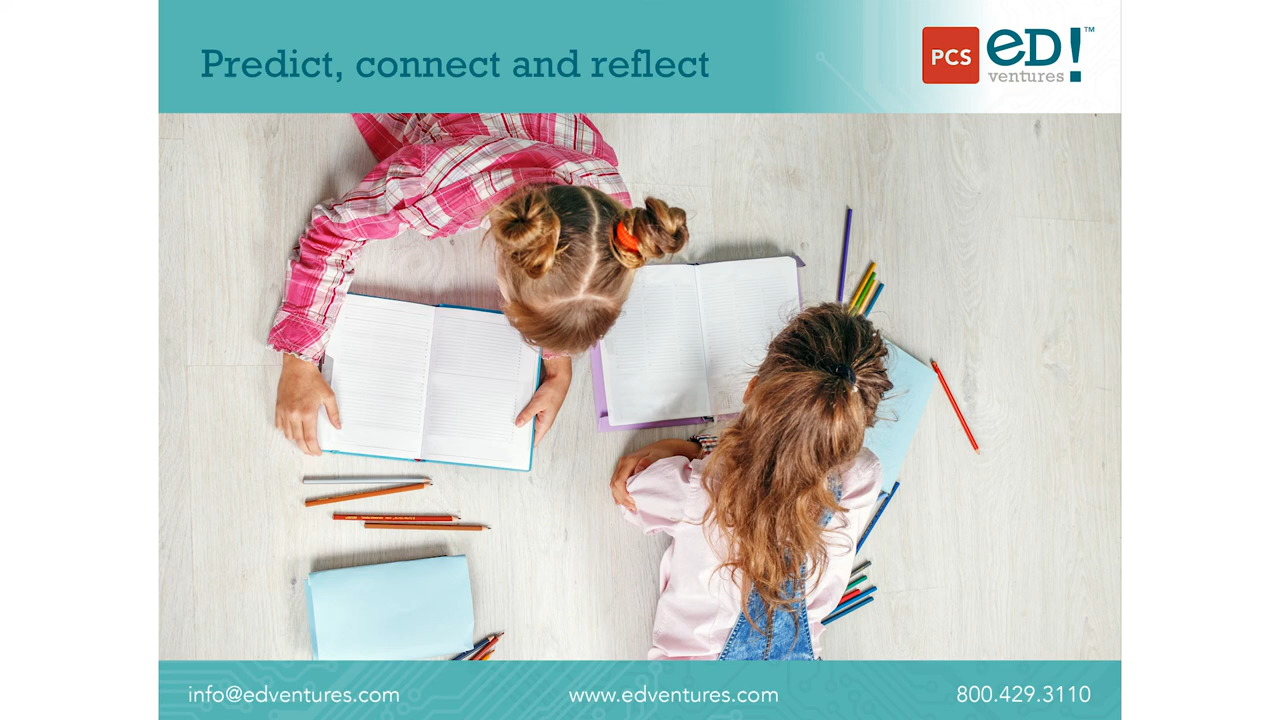 Predict, connect and reflect
PCS
eD!™
ventures
info@edventures.com
www.edventures.com
800.429.3110